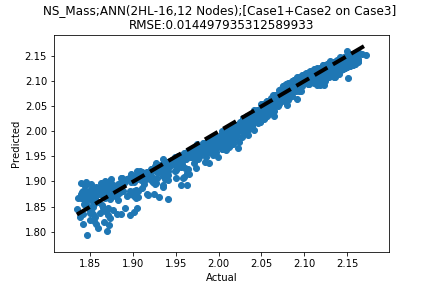 NS_Mass;ANN(2HL-16,12 Nodes);[Case1+Case2 on Case3]
RMSE:0.014497935312589933
2.15
2.10
2.05
2.00
1.95
1.90
1.85
1.80
Predicted
1.85 1.90 1.95 2.00 2.05 2.10 2.15
Actual